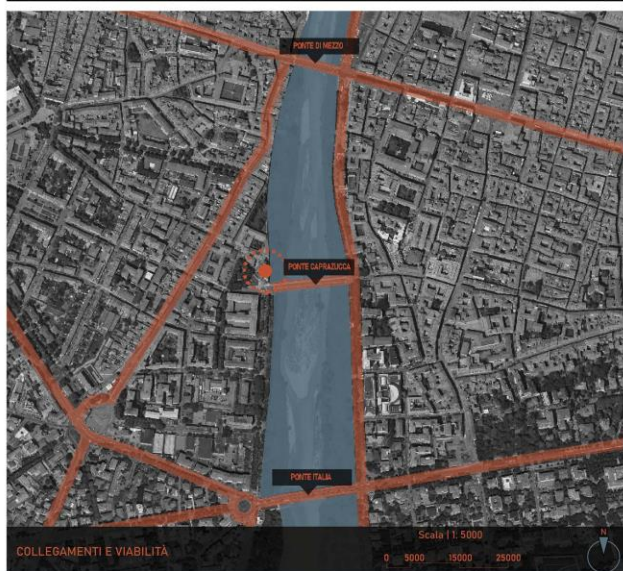 PONTE DI MEZZO
PONTE CAPRAZUCCA
PONTE ITALIA
COLLEGAMENTI E VIABILITÀ
Scala | 1: 5000
0 5000 15000 25000
N